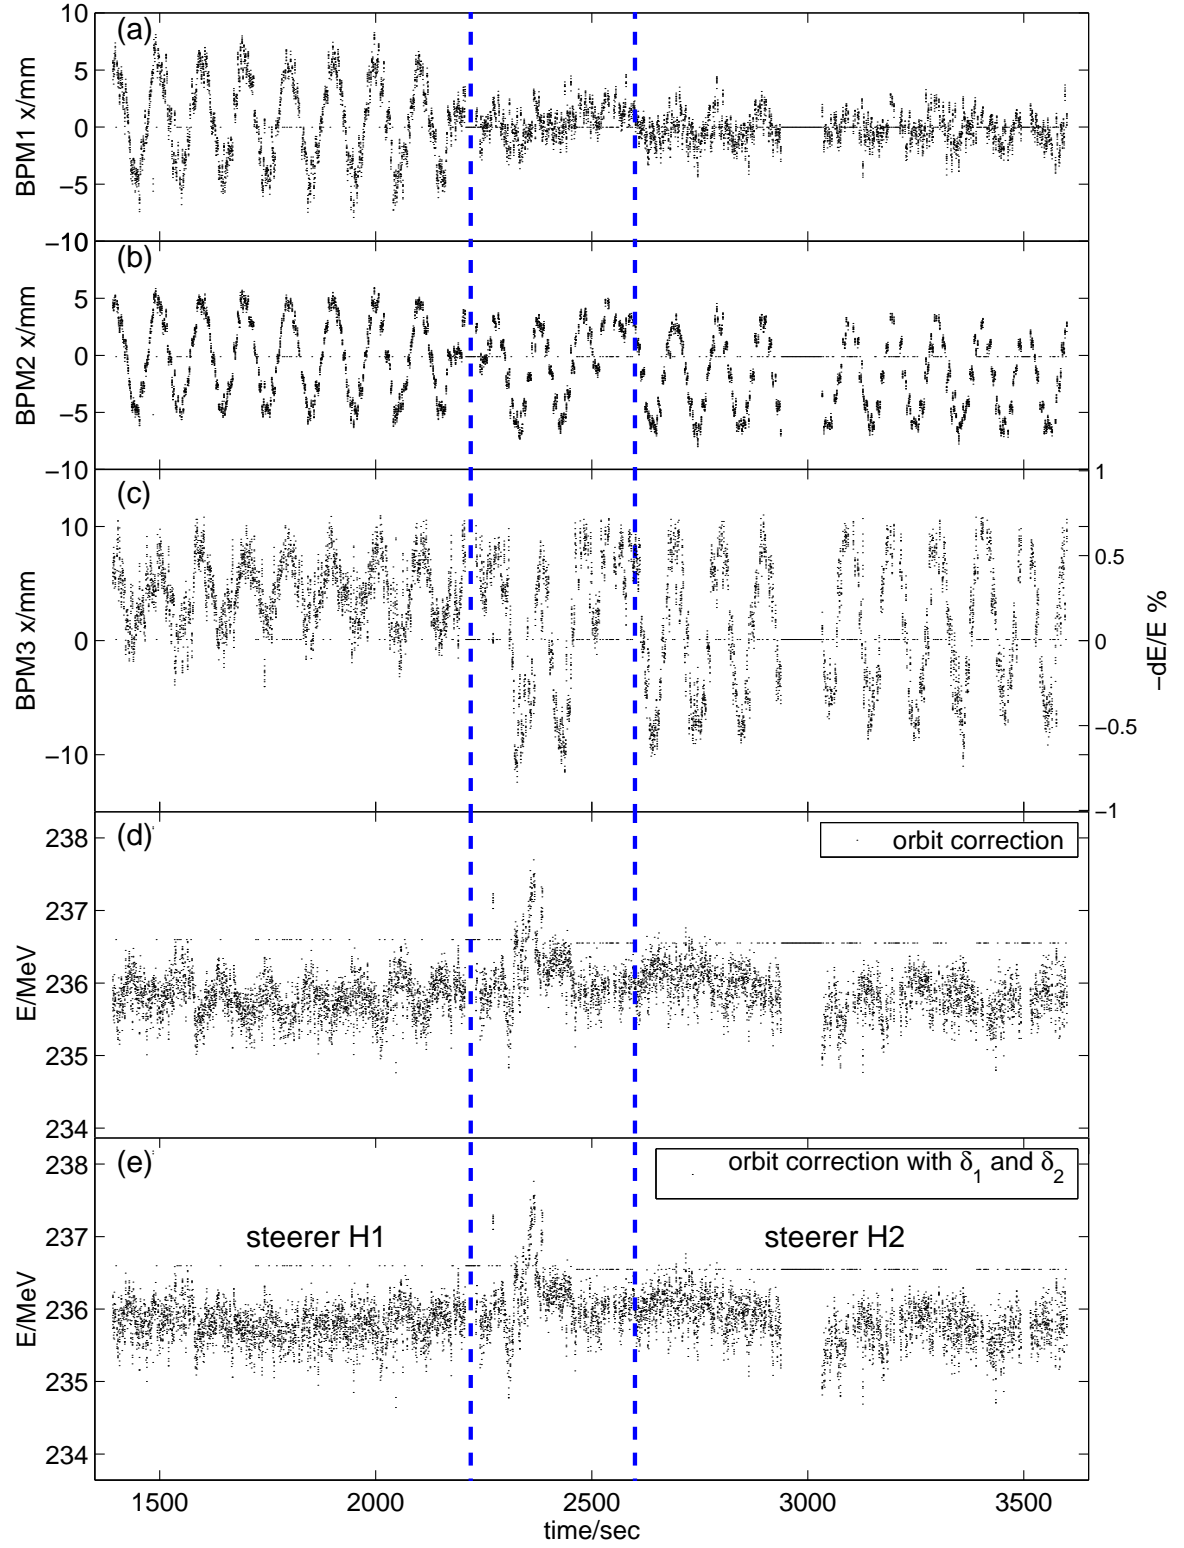 (a)
BPM1 x/mm
10
5
0
−5
−10
(b)
BPM2 x/mm
5
0
−5
−10
(c)
BPM3 x/mm
10
0
−10
1
0.5
0
−0.5
−1
−dE/E %
(d)
orbit correction
E/MeV
238
237
236
235
234
(e)
orbit correction with δ₁ and δ₂
steerer H1
steerer H2
E/MeV
238
237
236
235
234
1500 2000 2500 3000 3500
time/sec